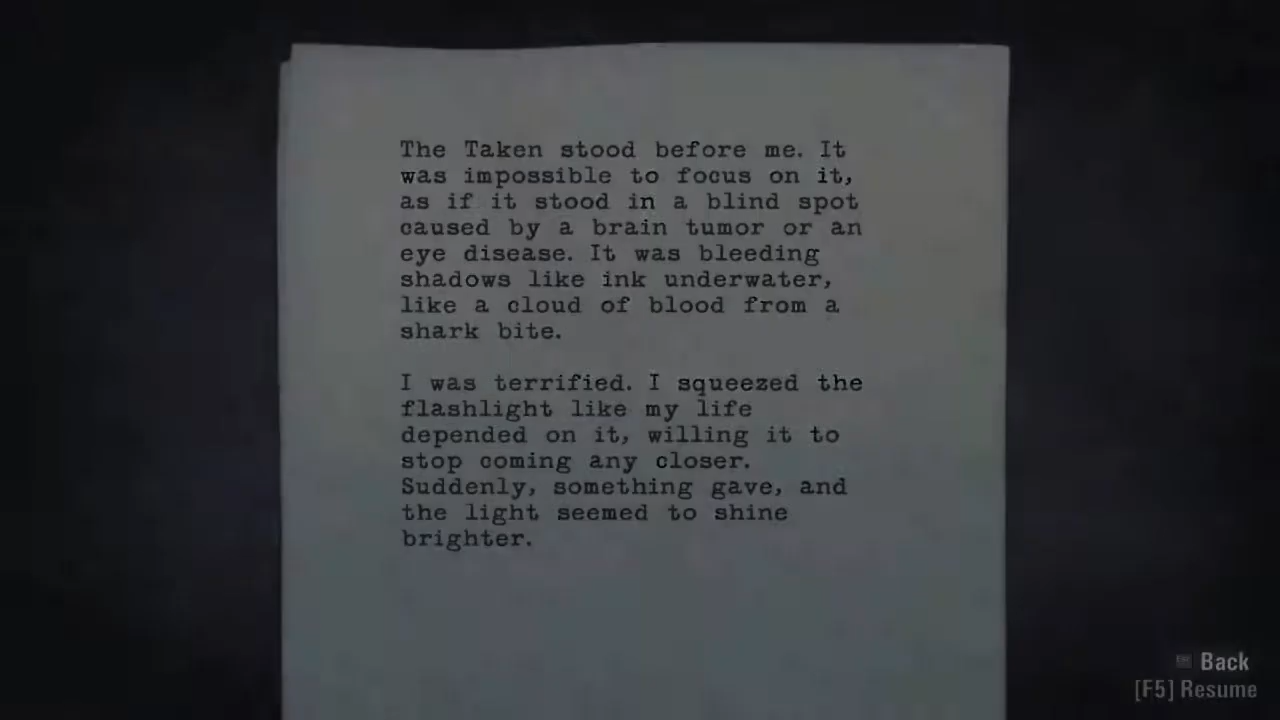 The Taken stood before me. It
was impossible to focus on it,
as if it stood in a blind spot
caused by a brain tumor or an
eye disease. It was bleeding
shadows like ink underwater,
like a cloud of blood from a
shark bite.
I was terrified. I squeezed the
flashlight like my life
depended on it, willing it to
stop coming any closer.
Suddenly, something gave, and
the light seemed to shine
brighter.
Back
[F5] Resume